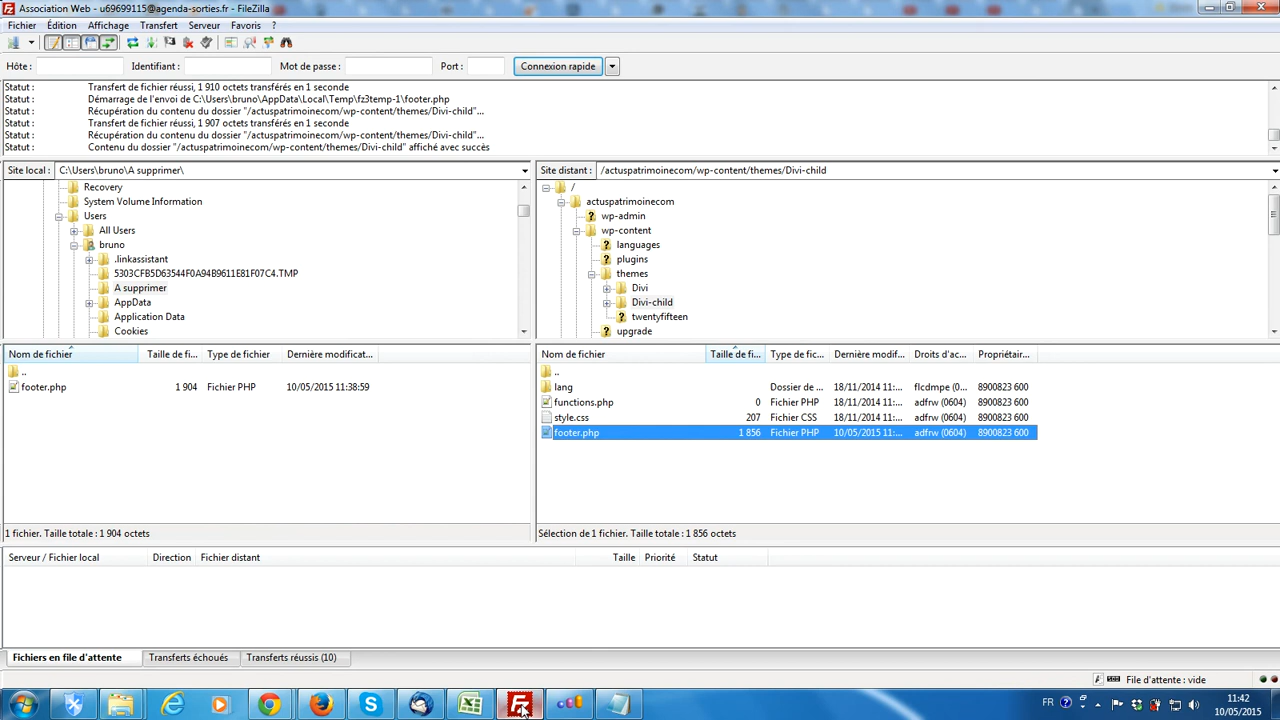 Association Web - u69699115@agenda-sorties.fr - FileZilla
Fichier Édition Affichage Transfert Serveur Favoris ?
Hôte : Identifiant : Mot de passe : Port : Connexion rapide
Statut : Transfert de fichier réussi, 1 910 octets transférés en 1 seconde
Statut : Démarrage de l'envoi de C:\Users\bruno\AppData\Local\Temp\fz3temp-1\footer.php
Statut : Récupération du contenu du dossier "/actuspatrimoinecom/wp-content/themes/Divi-child"...
Statut : Transfert de fichier réussi, 1 907 octets transférés en 1 seconde
Statut : Récupération du contenu du dossier "/actuspatrimoinecom/wp-content/themes/Divi-child"...
Statut : Contenu du dossier "/actuspatrimoinecom/wp-content/themes/Divi-child" affiché avec succès
Site local : C:\Users\bruno\A supprimer\
Recovery
System Volume Information
Users
All Users
bruno
.linkassistant
5303CFB5D63544F0A94B9611E81F07C4.TMP
A supprimer
AppData
Application Data
Cookies
Site distant : /actuspatrimoinecom/wp-content/themes/Divi-child
/
actuspatrimoinecom
wp-admin
wp-content
languages
plugins
themes
Divi
Divi-child
twentyfifteen
upgrade
Nom de fichier Taille de fi... Type de fichier Dernière modificat...
..
footer.php 1 904 Fichier PHP 10/05/2015 11:38:59
1 fichier. Taille totale : 1 904 octets
Nom de fichier Taille de fi... Type de fic... Dernière modif... Droits d'ac... Propriétair...
..
lang Dossier de ... 18/11/2014 11:... flcdmpe (0... 8900823 600
functions.php 0 Fichier PHP 18/11/2014 11:... adfrw (0604) 8900823 600
style.css 207 Fichier CSS 18/11/2014 11:... adfrw (0604) 8900823 600
footer.php 1 856 Fichier PHP 10/05/2015 11:... adfrw (0604) 8900823 600
Sélection de 1 fichier. Taille totale : 1 856 octets
Serveur / Fichier local Direction Fichier distant Taille Priorité Statut
Fichiers en file d'attente Transferts échoués Transferts réussis (10)
File d'attente : vide
FR
11:42
10/05/2015